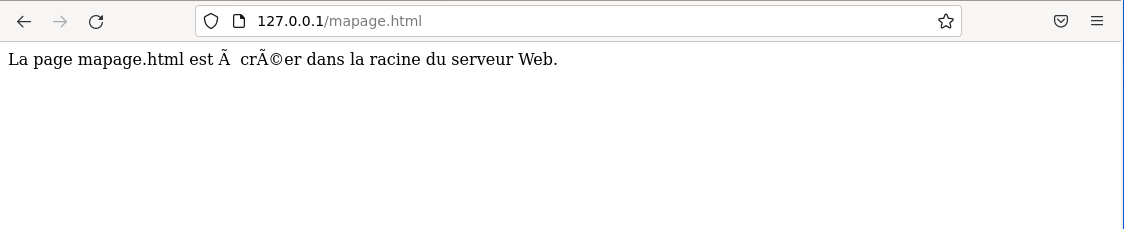 127.0.0.1/mapage.html
La page mapage.html est Ã  crÃ©er dans la racine du serveur Web.